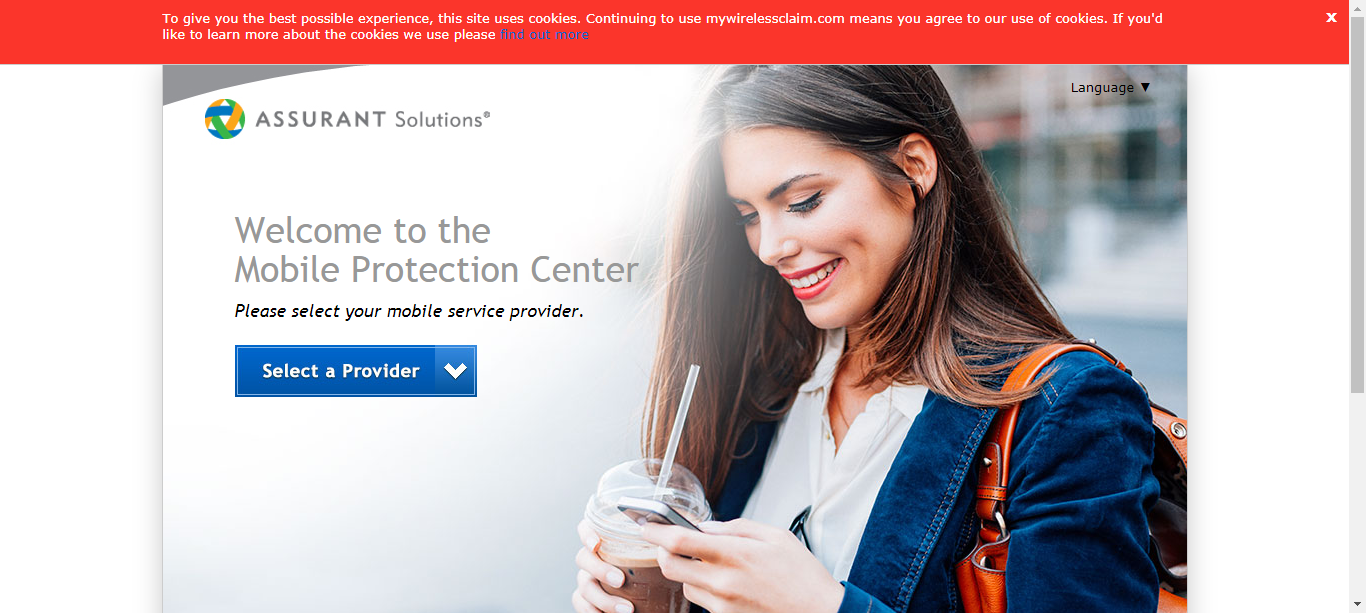 To give you the best possible experience, this site uses cookies. Continuing to use mywirelessclaim.com means you agree to our use of cookies. If you'd
like to learn more about the cookies we use please find out more
x
Language ▼
ASSURANT Solutions®
Welcome to the
Mobile Protection Center
Please select your mobile service provider.
Select a Provider